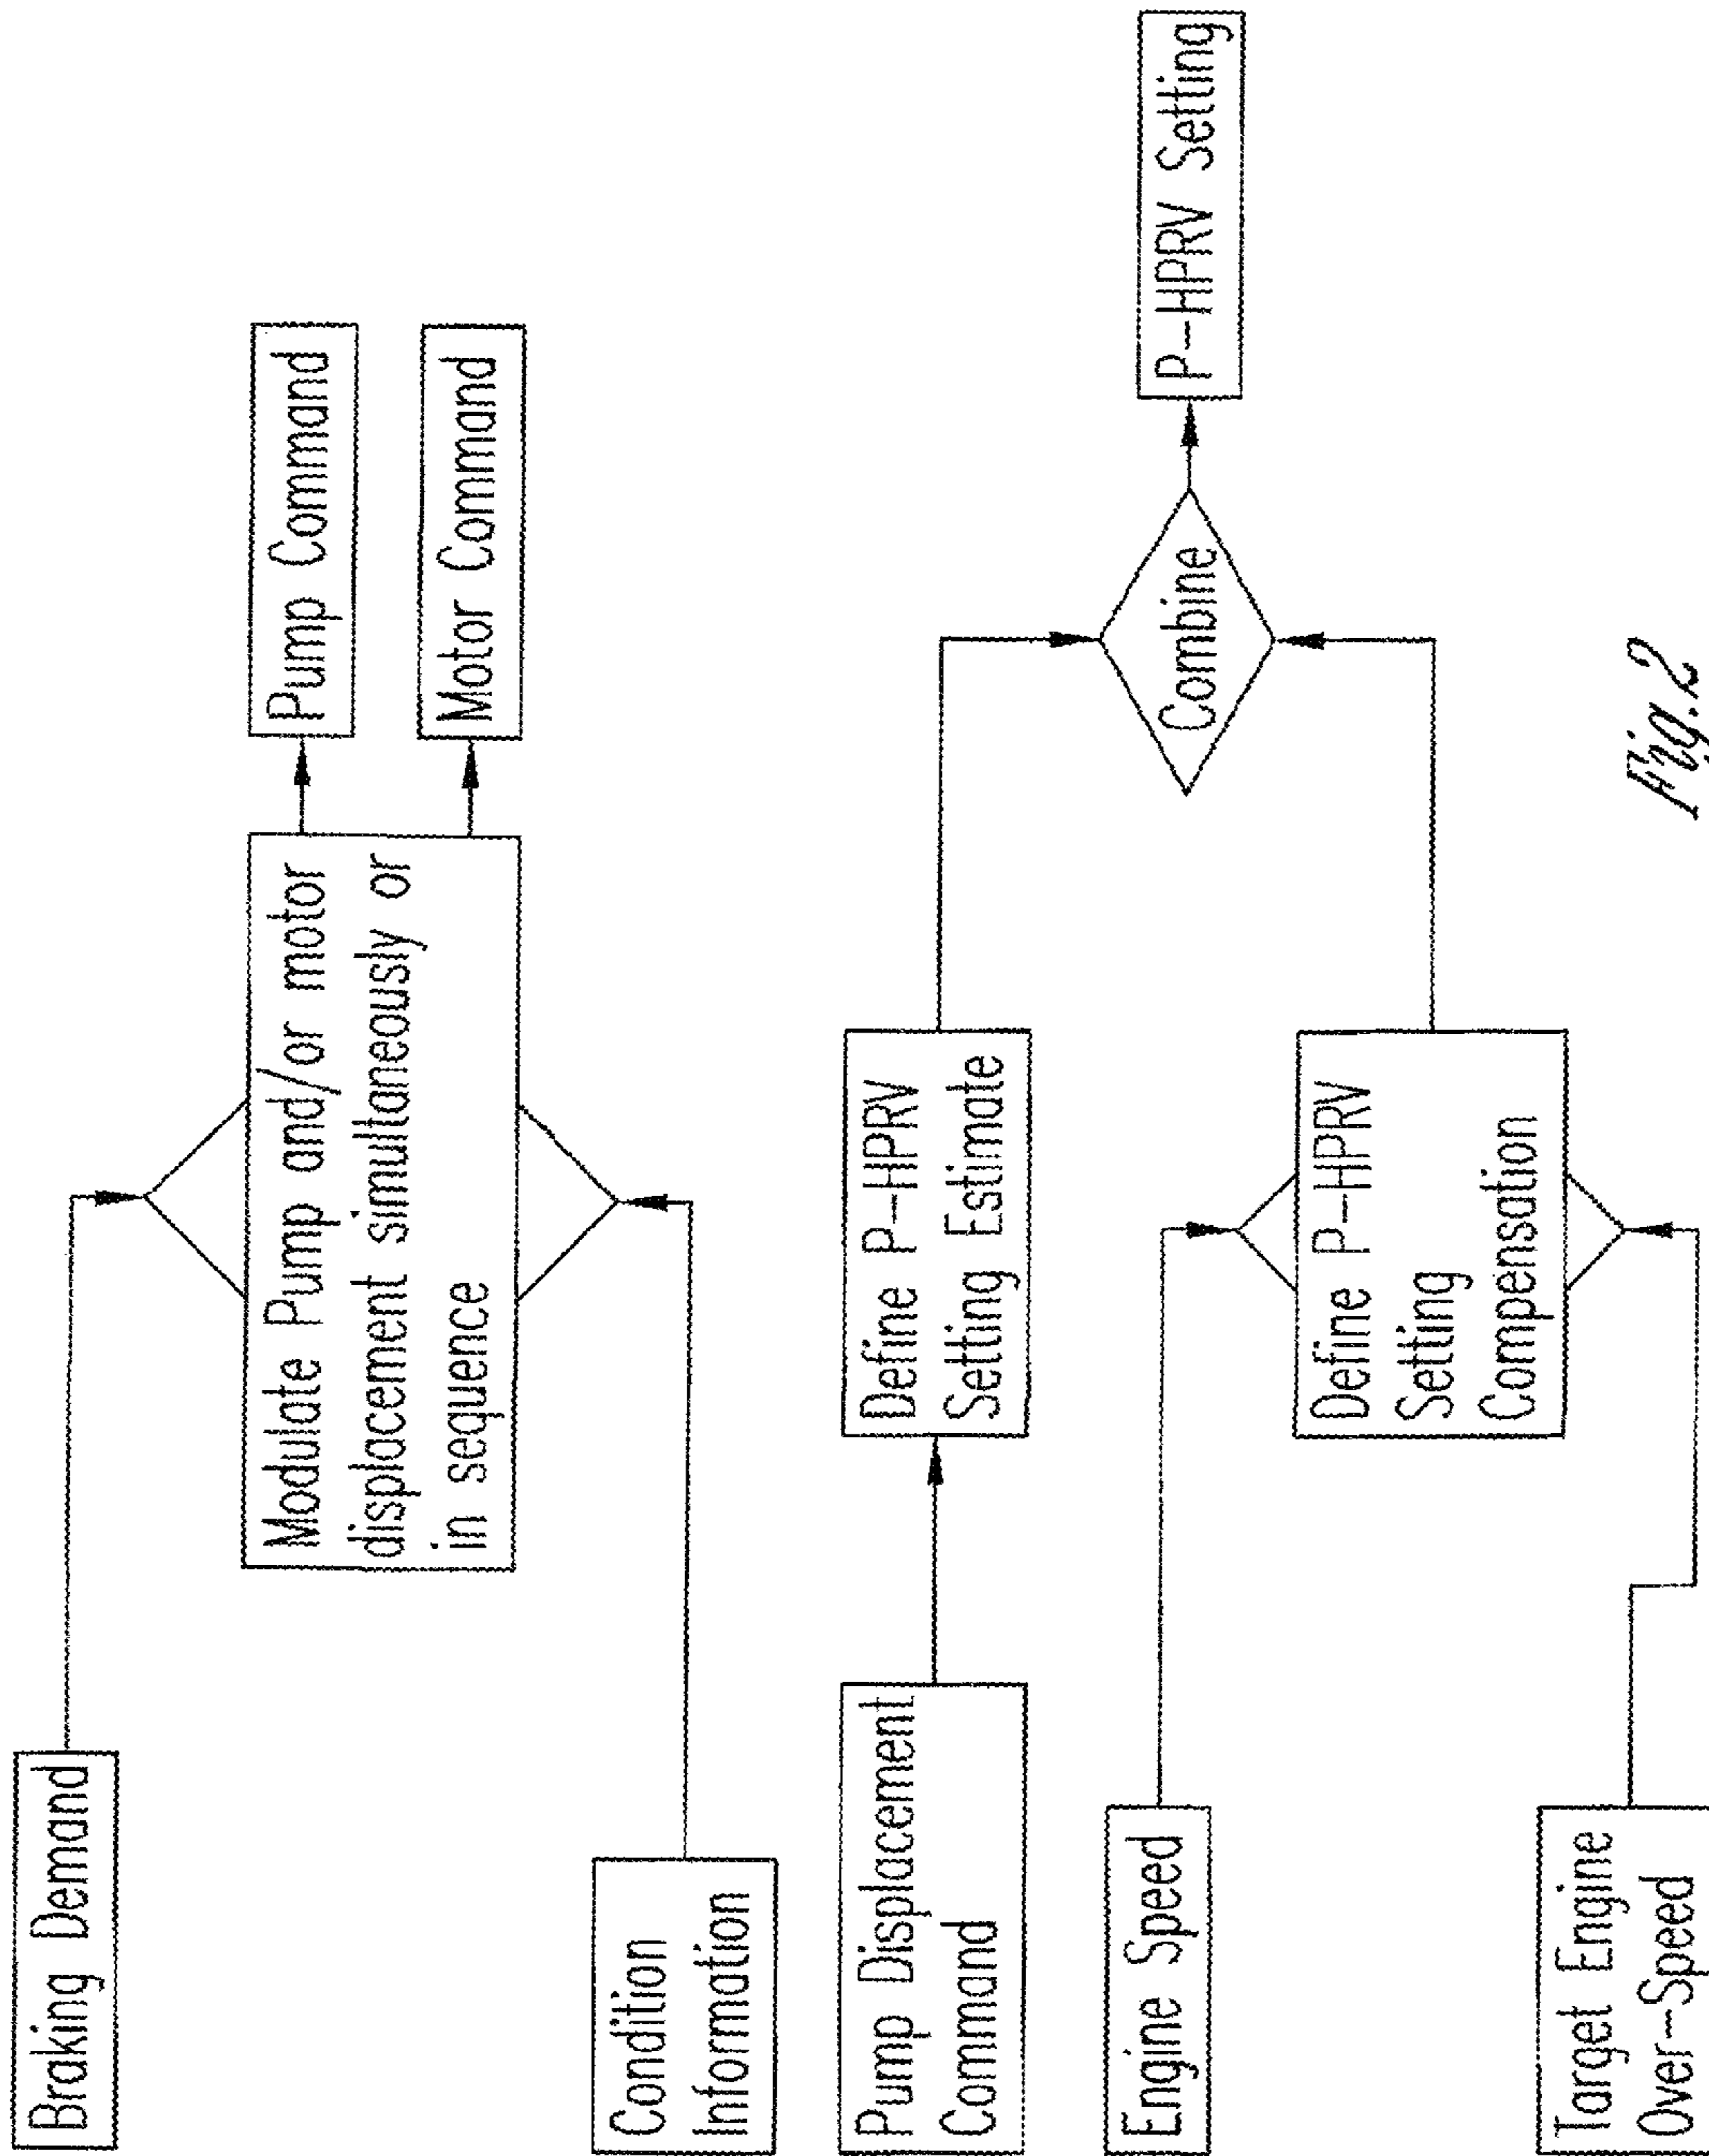 Braking Demand
Condition
Information
Modulate Pump and/or motor
displacement simultaneously or
in sequence
Pump Command
Motor Command
Pump Displacement
Command
Define P-HPRV
Setting Estimate
Engine Speed
Target Engine
Over-Speed
Define P-HPRV
Setting
Compensation
Combine
P-HPRV Setting
Fig. 2